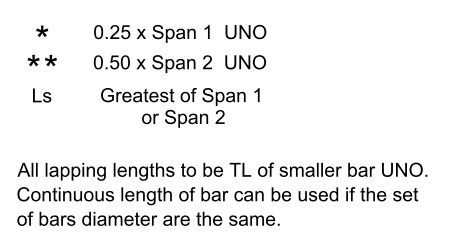 * 0.25 x Span 1 UNO
** 0.50 x Span 2 UNO
Ls Greatest of Span 1
or Span 2
All lapping lengths to be TL of smaller bar UNO.
Continuous length of bar can be used if the set
of bars diameter are the same.